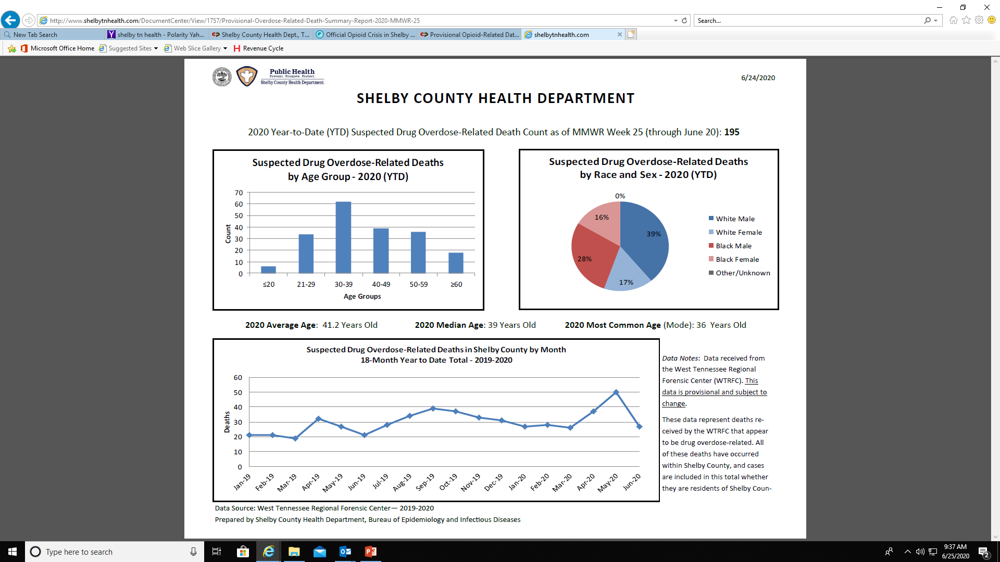 http://www.shelbytnhealth.com/DocumentCenter/View/1757/Provisional-Overdose-Related-Death-Summary-Report-2020-MMWR-25
Search...
New Tab Search
shelby tn health - Polarity Yah...
Shelby County Health Dept., T...
Official Opioid Crisis in Shelby ...
Provisional Opioid-Related Dat...
shelbytnhealth.com
Microsoft Office Home
Suggested Sites
Web Slice Gallery
Revenue Cycle
Public Health
Prevent. Promote. Protect.
Shelby County Health Department
6/24/2020
SHELBY COUNTY HEALTH DEPARTMENT
2020 Year-to-Date (YTD) Suspected Drug Overdose-Related Death Count as of MMWR Week 25 (through June 20): 195
Suspected Drug Overdose-Related Deaths
by Age Group - 2020 (YTD)
70
60
50
40
30
20
10
0
Count
≤20
21-29
30-39
40-49
50-59
≥60
Age Groups
Suspected Drug Overdose-Related Deaths
by Race and Sex - 2020 (YTD)
0%
16%
39%
28%
17%
White Male
White Female
Black Male
Black Female
Other/Unknown
2020 Average Age: 41.2 Years Old
2020 Median Age: 39 Years Old
2020 Most Common Age (Mode): 36 Years Old
Suspected Drug Overdose-Related Deaths in Shelby County by Month
18-Month Year to Date Total - 2019-2020
60
50
40
30
20
10
0
Deaths
Jan-19
Feb-19
Mar-19
Apr-19
May-19
Jun-19
Jul-19
Aug-19
Sep-19
Oct-19
Nov-19
Dec-19
Jan-20
Feb-20
Mar-20
Apr-20
May-20
Jun-20
Data Notes: Data received from
the West Tennessee Regional
Forensic Center (WTRFC). This
data is provisional and subject to
change.
These data represent deaths re-
ceived by the WTRFC that appear
to be drug overdose-related. All
of these deaths have occurred
within Shelby County, and cases
are included in this total whether
they are residents of Shelby Coun-
Data Source: West Tennessee Regional Forensic Center— 2019-2020
Prepared by Shelby County Health Department, Bureau of Epidemiology and Infectious Diseases
Type here to search
9:37 AM
6/25/2020
2